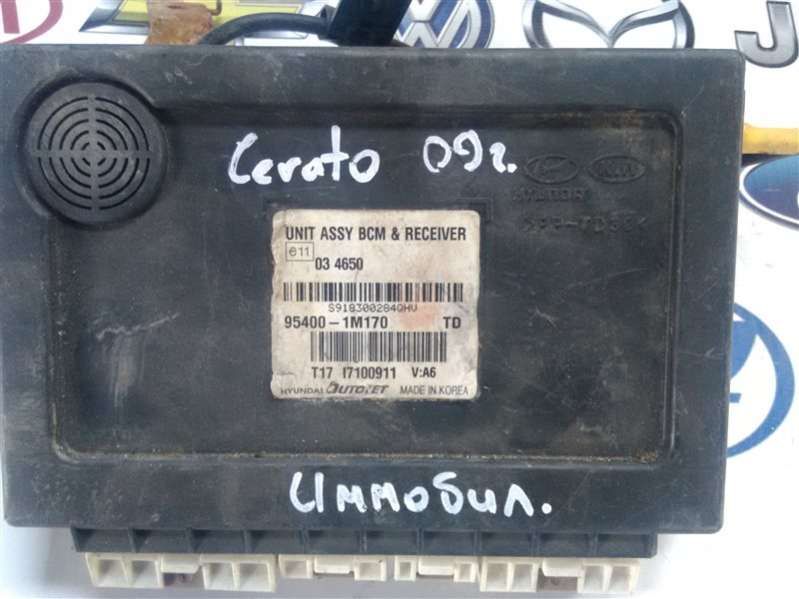 Cerato 09г.
UNIT ASSY BCM & RECEIVER
e11
03 4650
S918300284QHV
95400-1M170 TD
T17 I7100911 V:A6
HYUNDAI AUTONET MADE IN KOREA
Иммобил.